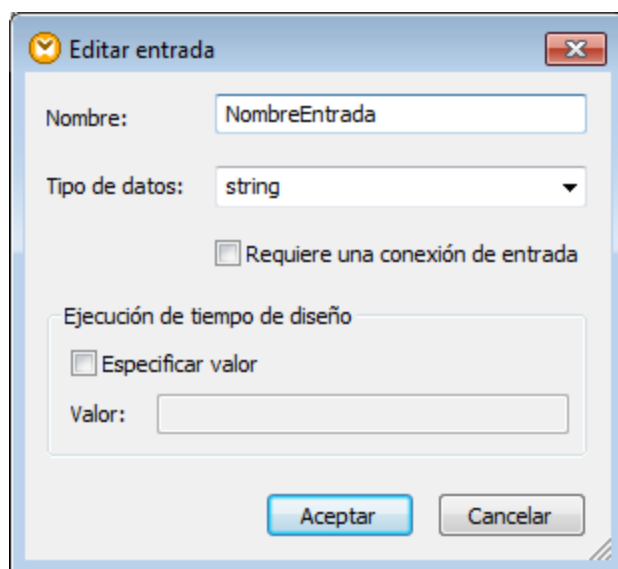 Editar entrada
Nombre: NombreEntrada
Tipo de datos: string
Requiere una conexión de entrada
Ejecución de tiempo de diseño
Especificar valor
Valor:
Aceptar Cancelar